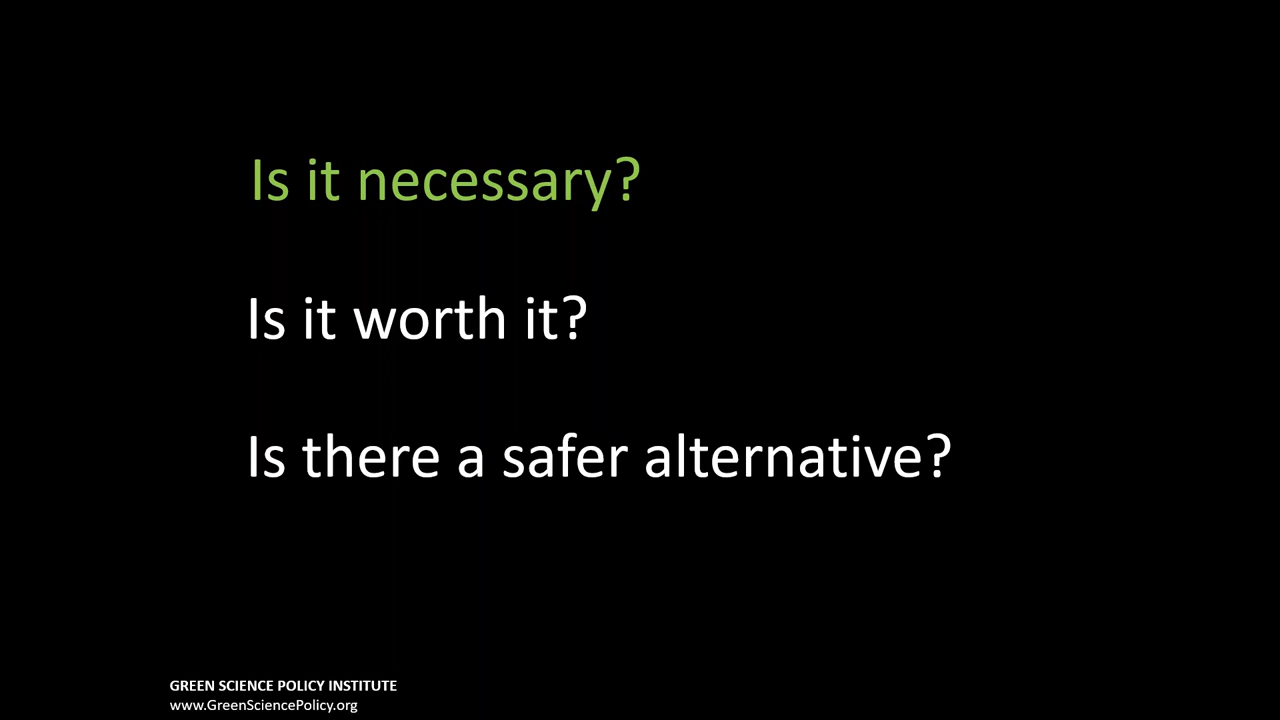 Is it necessary?
Is it worth it?
Is there a safer alternative?
GREEN SCIENCE POLICY INSTITUTE
www.GreenSciencePolicy.org